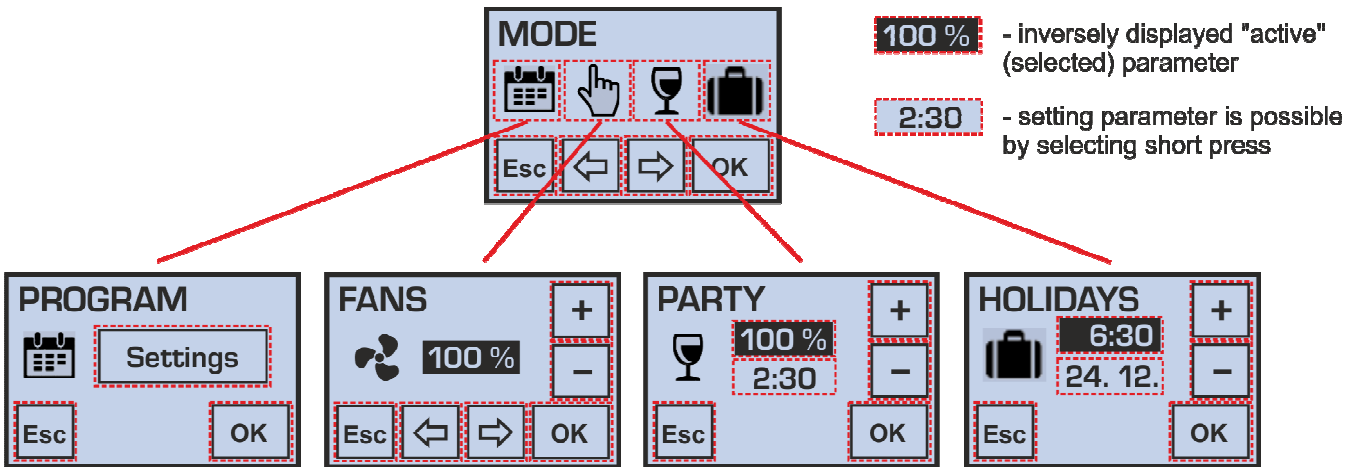 MODE
Esc
OK
100 %
- inversely displayed "active"
(selected) parameter
2:30
- setting parameter is possible
by selecting short press
PROGRAM
Settings
Esc
OK
FANS
100 %
+
−
Esc
OK
PARTY
100 %
2:30
+
−
Esc
OK
HOLIDAYS
6:30
24. 12.
+
−
Esc
OK